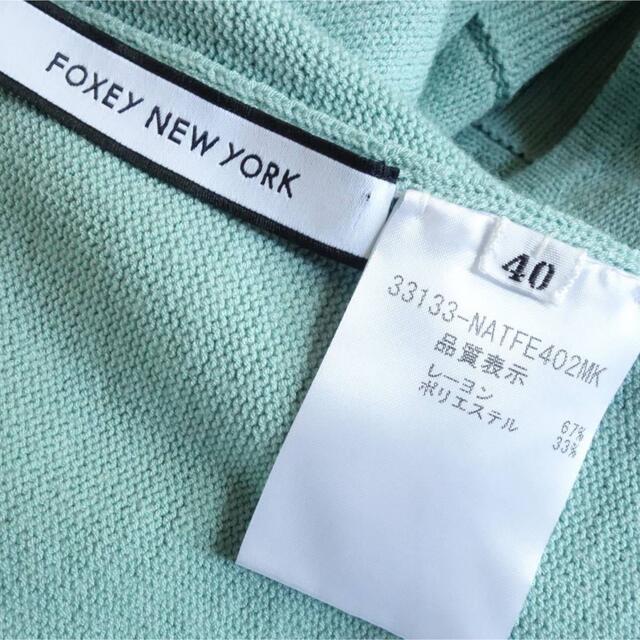 FOXEY NEW YORK
40
33133-NATFE402MK
品質表示
レーヨン 67%
ポリエステル 33%